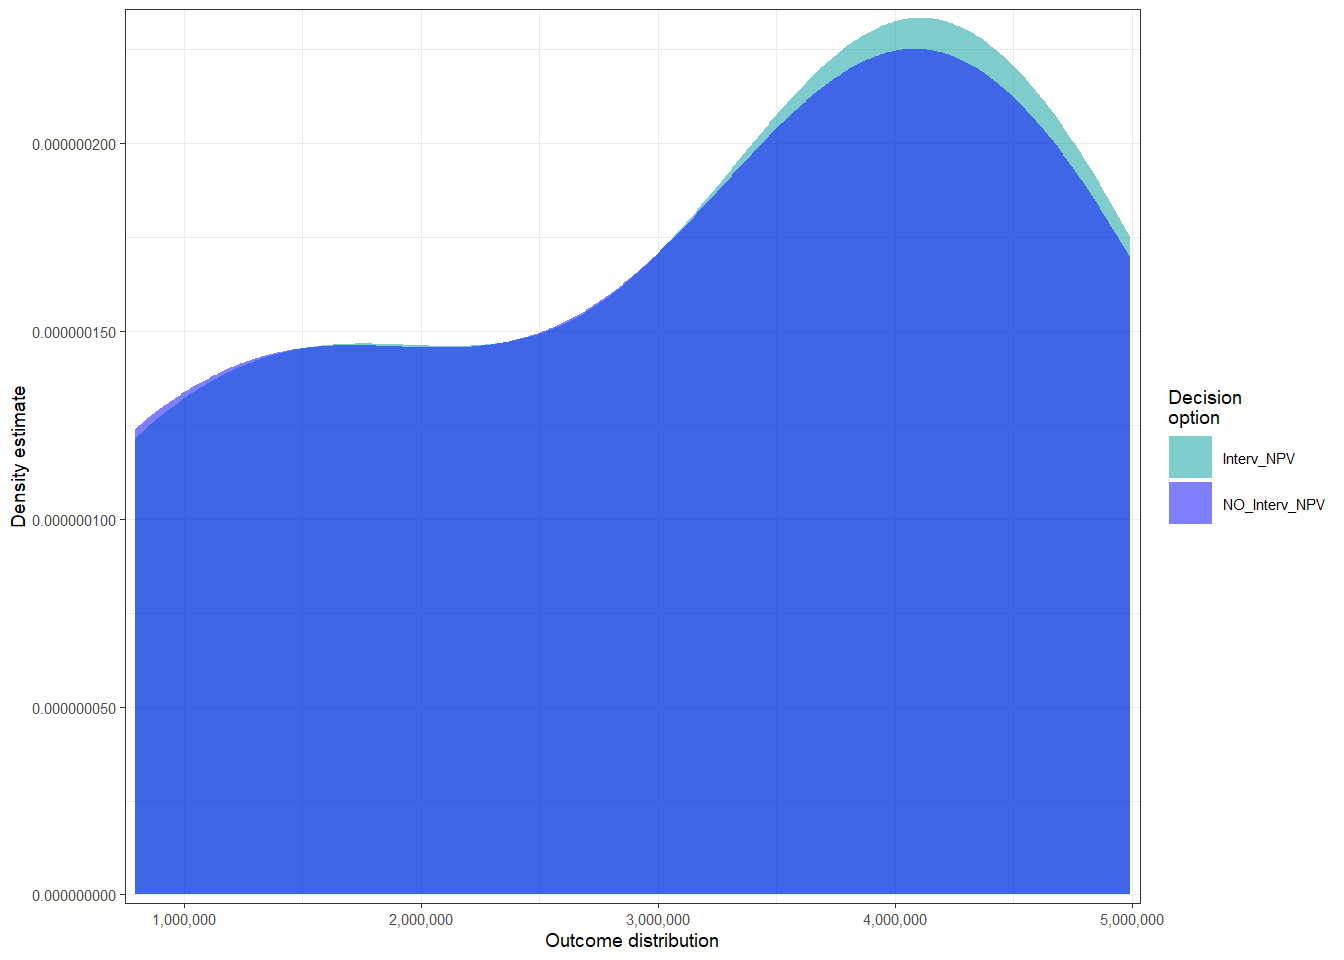 0.000000200
0.000000150
0.000000100
0.000000050
0.000000000
Density estimate
1,000,000
2,000,000
3,000,000
4,000,000
5,000,000
Outcome distribution
Decision
option
Interv_NPV
NO_Interv_NPV